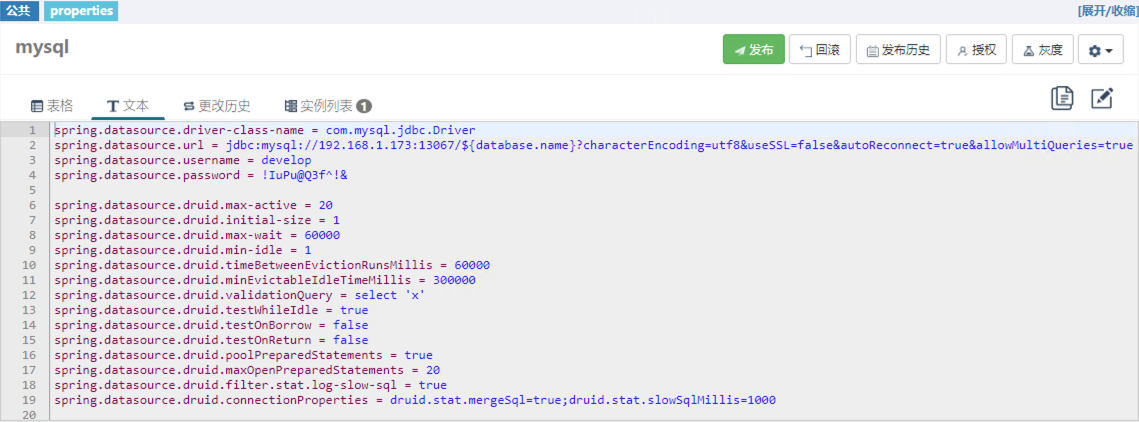 公共 properties [展开/收缩]
mysql 发布 回滚 发布历史 授权 灰度
表格 文本 更改历史 实例列表 1
1 spring.datasource.driver-class-name = com.mysql.jdbc.Driver
2 spring.datasource.url = jdbc:mysql://192.168.1.173:13067/${database.name}?characterEncoding=utf8&useSSL=false&autoReconnect=true&allowMultiQueries=true
3 spring.datasource.username = develop
4 spring.datasource.password = !IuPu@Q3f^!&
5
6 spring.datasource.druid.max-active = 20
7 spring.datasource.druid.initial-size = 1
8 spring.datasource.druid.max-wait = 60000
9 spring.datasource.druid.min-idle = 1
10 spring.datasource.druid.timeBetweenEvictionRunsMillis = 60000
11 spring.datasource.druid.minEvictableIdleTimeMillis = 300000
12 spring.datasource.druid.validationQuery = select 'x'
13 spring.datasource.druid.testWhileIdle = true
14 spring.datasource.druid.testOnBorrow = false
15 spring.datasource.druid.testOnReturn = false
16 spring.datasource.druid.poolPreparedStatements = true
17 spring.datasource.druid.maxOpenPreparedStatements = 20
18 spring.datasource.druid.filter.stat.log-slow-sql = true
19 spring.datasource.druid.connectionProperties = druid.stat.mergeSql=true;druid.stat.slowSqlMillis=1000
20